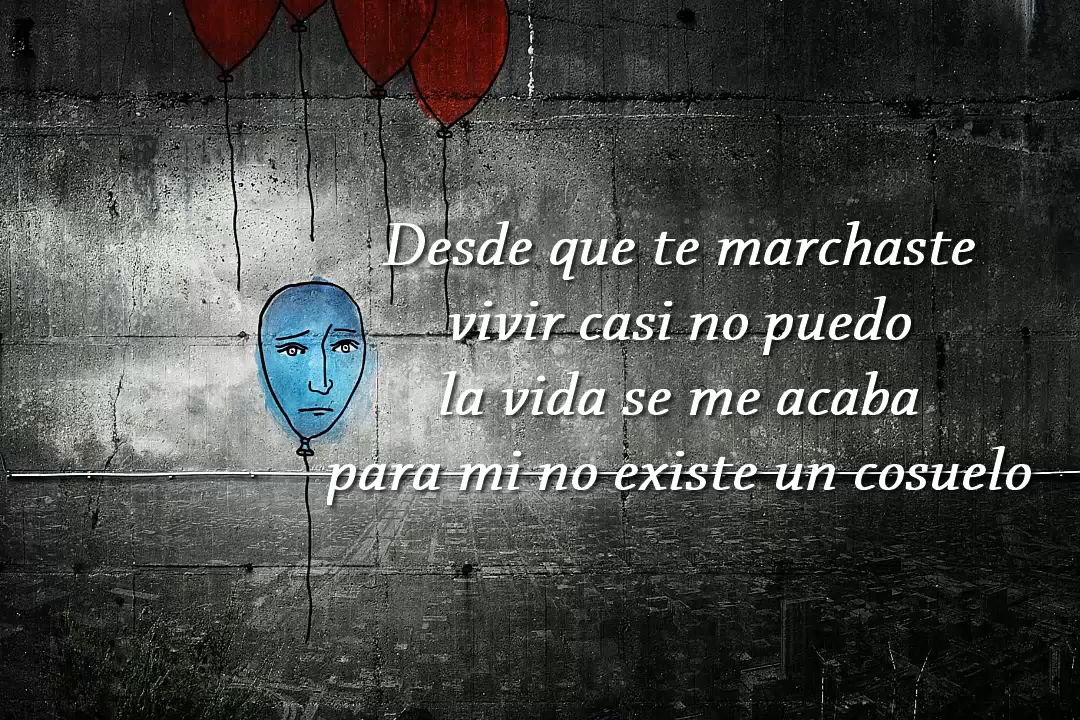 Desde que te marchaste
vivir casi no puedo
la vida se me acaba
para mi no existe un cosuelo